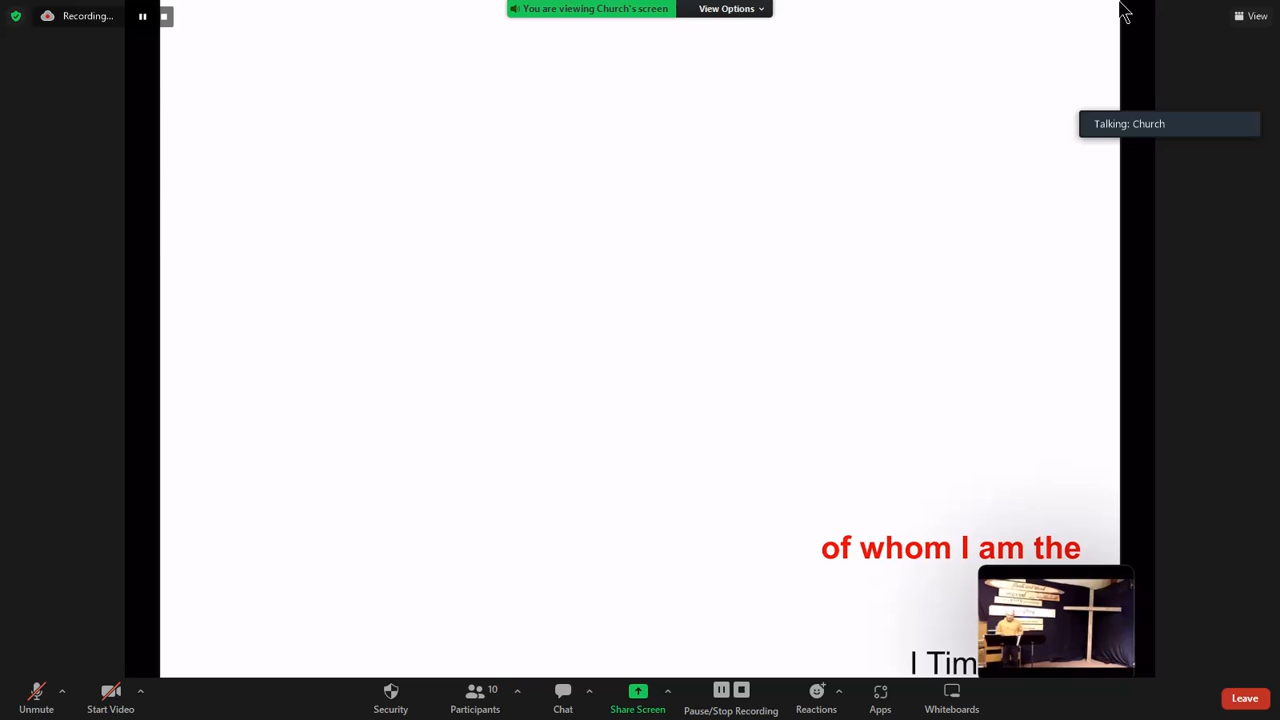 Recording...
You are viewing Church's screen
View Options
View
Talking: Church
of whom I am the
I Tim
Unmute
Start Video
Security
10
Participants
Chat
Share Screen
Pause/Stop Recording
Reactions
Apps
Whiteboards
Leave